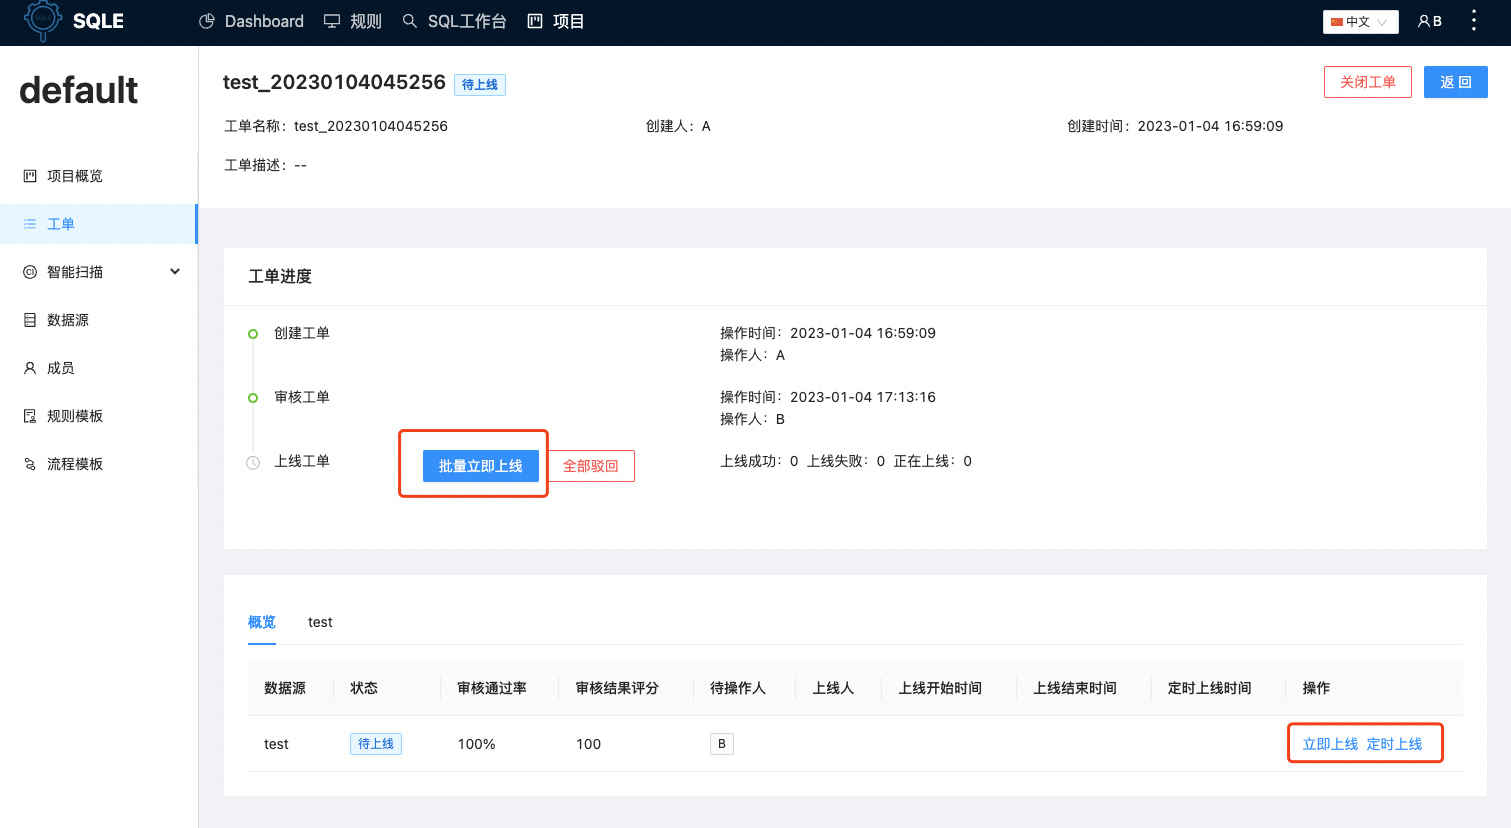 SQLE
Dashboard 规则 SQL工作台 项目
中文 B
default
项目概览
工单
智能扫描
数据源
成员
规则模板
流程模板
test_20230104045256 待上线
关闭工单 返 回
工单名称：test_20230104045256 创建人：A 创建时间：2023-01-04 16:59:09
工单描述：--
工单进度
创建工单 操作时间：2023-01-04 16:59:09
操作人：A
审核工单 操作时间：2023-01-04 17:13:16
操作人：B
上线工单 批量立即上线 全部驳回 上线成功：0 上线失败：0 正在上线：0
概览 test
数据源 状态 审核通过率 审核结果评分 待操作人 上线人 上线开始时间 上线结束时间 定时上线时间 操作
test 待上线 100% 100 B 立即上线 定时上线